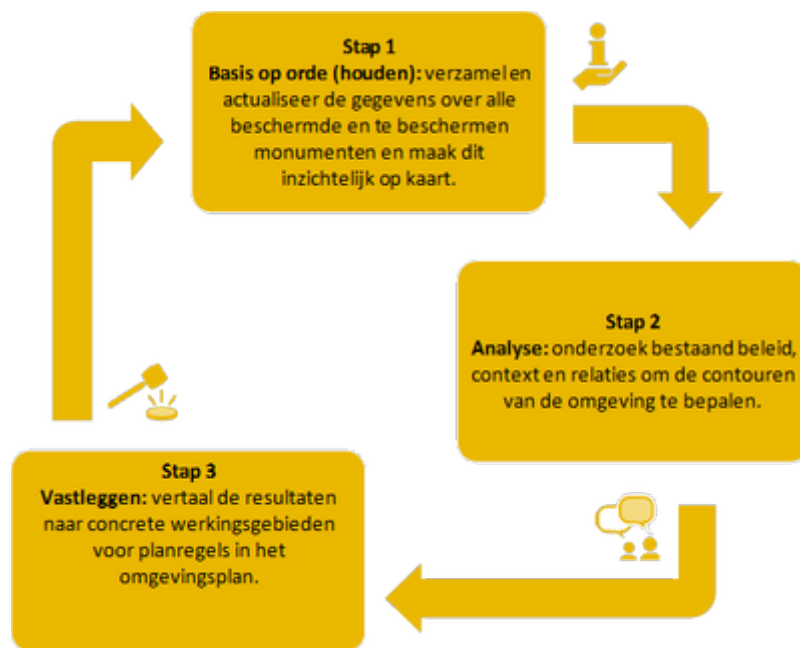 Stap 1
Basis op orde (houden): verzamel en
actualiseer de gegevens over alle
beschermde en te beschermen
monumenten en maak dit
inzichtelijk op kaart.
Stap 2
Analyse: onderzoek bestaand beleid,
context en relaties om de contouren
van de omgeving te bepalen.
Stap 3
Vastleggen: vertaal de resultaten
naar concrete werkingsgebieden
voor planregels in het
omgevingsplan.